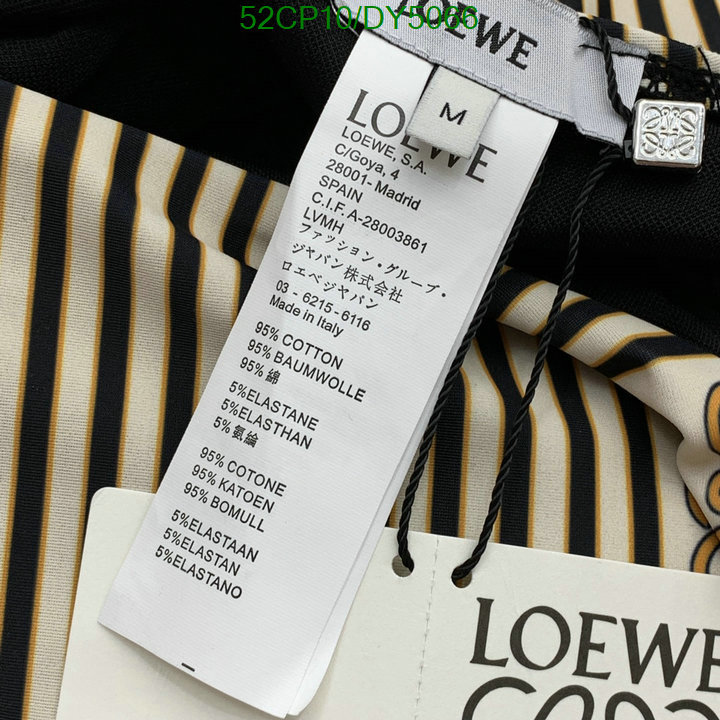 52CP10/DY5066
LOEWE
M
LOEWE
LOEWE, S.A.
C/Goya, 4
28001- Madrid
SPAIN
C.I.F. A-28003861
LVMH
ファッション・グループ・
ジャパン株式会社
ロエベジャパン
03 - 6215-6116
Made in Italy
95% COTTON
95% BAUMWOLLE
95% 綿
5%ELASTANE
5%ELASTHAN
5% 氨綸
95% COTONE
95% KATOEN
95% BOMULL
5%ELASTAAN
5%ELASTAN
5%ELASTANO
LOEWE